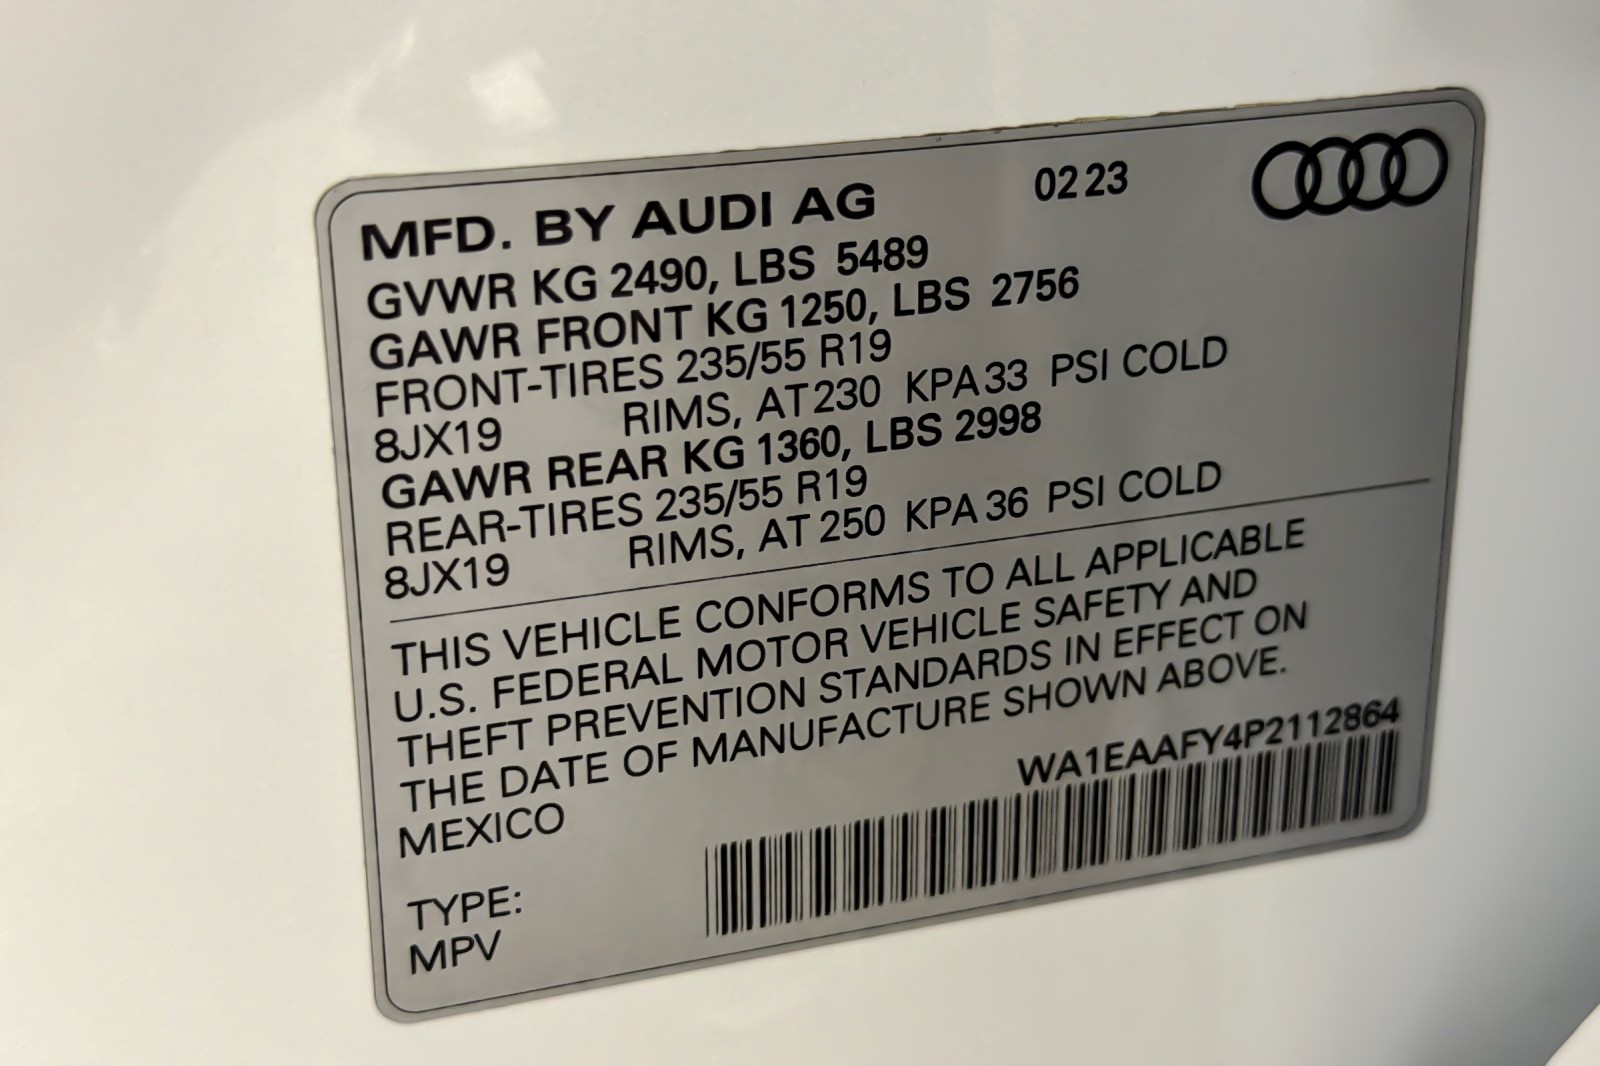 MFD. BY AUDI AG 02 23
GVWR KG 2490, LBS 5489
GAWR FRONT KG 1250, LBS 2756
FRONT-TIRES 235/55 R19
8JX19 RIMS, AT 230 KPA 33 PSI COLD
GAWR REAR KG 1360, LBS 2998
REAR-TIRES 235/55 R19
8JX19 RIMS, AT 250 KPA 36 PSI COLD
THIS VEHICLE CONFORMS TO ALL APPLICABLE
U.S. FEDERAL MOTOR VEHICLE SAFETY AND
THEFT PREVENTION STANDARDS IN EFFECT ON
THE DATE OF MANUFACTURE SHOWN ABOVE.
MEXICO WA1EAAFY4P2112864
TYPE:
MPV